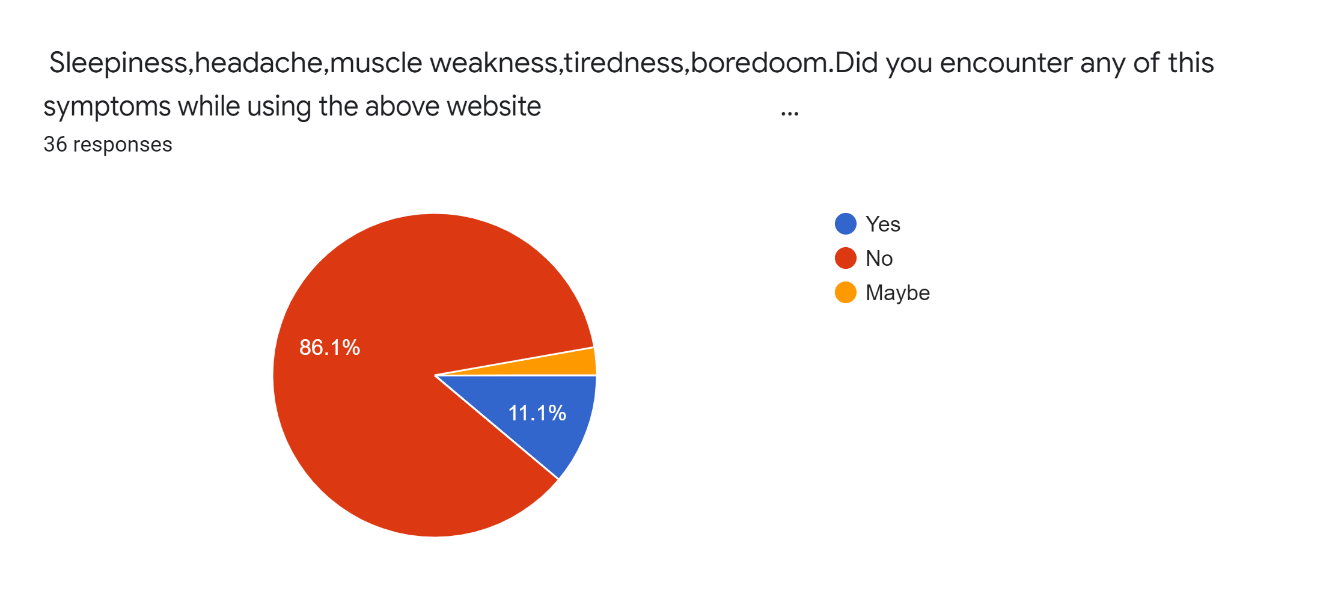 Sleepiness,headache,muscle weakness,tiredness,boredoom.Did you encounter any of this
symptoms while using the above website ...
36 responses
Yes
No
Maybe
86.1%
11.1%